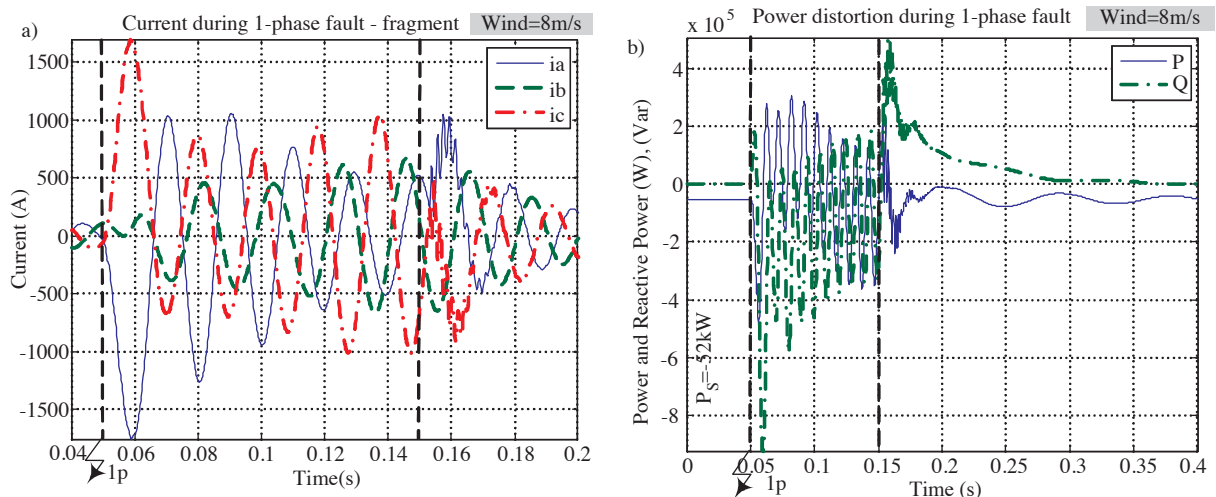 a)
Current during 1-phase fault - fragment
Wind=8m/s
1500
1000
500
0
-500
-1000
-1500
Current (A)
ia
ib
ic
0.04
0.06
0.08
0.1
0.12
0.14
0.16
0.18
0.2
1p
Time(s)
b)
x 10⁵
Power distortion during 1-phase fault
Wind=8m/s
4
2
0
-2
-4
-6
-8
Power and Reactive Power (W), (Var)
P
Q
P_S=-52kW
0
0.05
0.1
0.15
0.2
0.25
0.3
0.35
0.4
1p
Time (s)